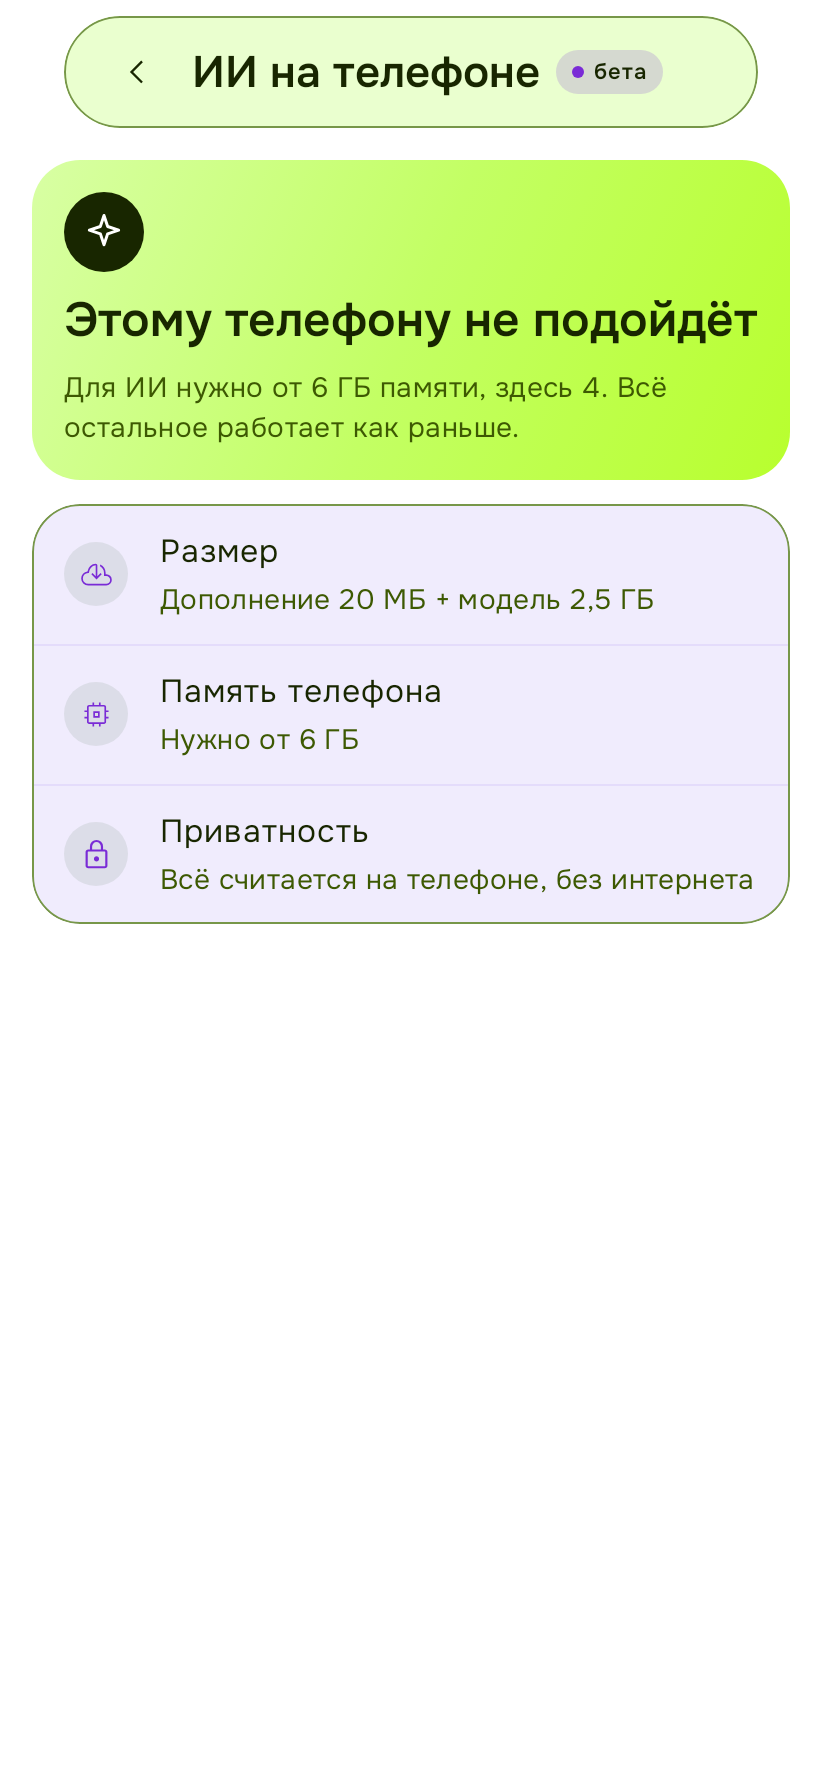 ИИ на телефоне
бета
Этому телефону не подойдёт
Для ИИ нужно от 6 ГБ памяти, здесь 4. Всё
остальное работает как раньше.
Размер
Дополнение 20 МБ + модель 2,5 ГБ
Память телефона
Нужно от 6 ГБ
Приватность
Всё считается на телефоне, без интернета